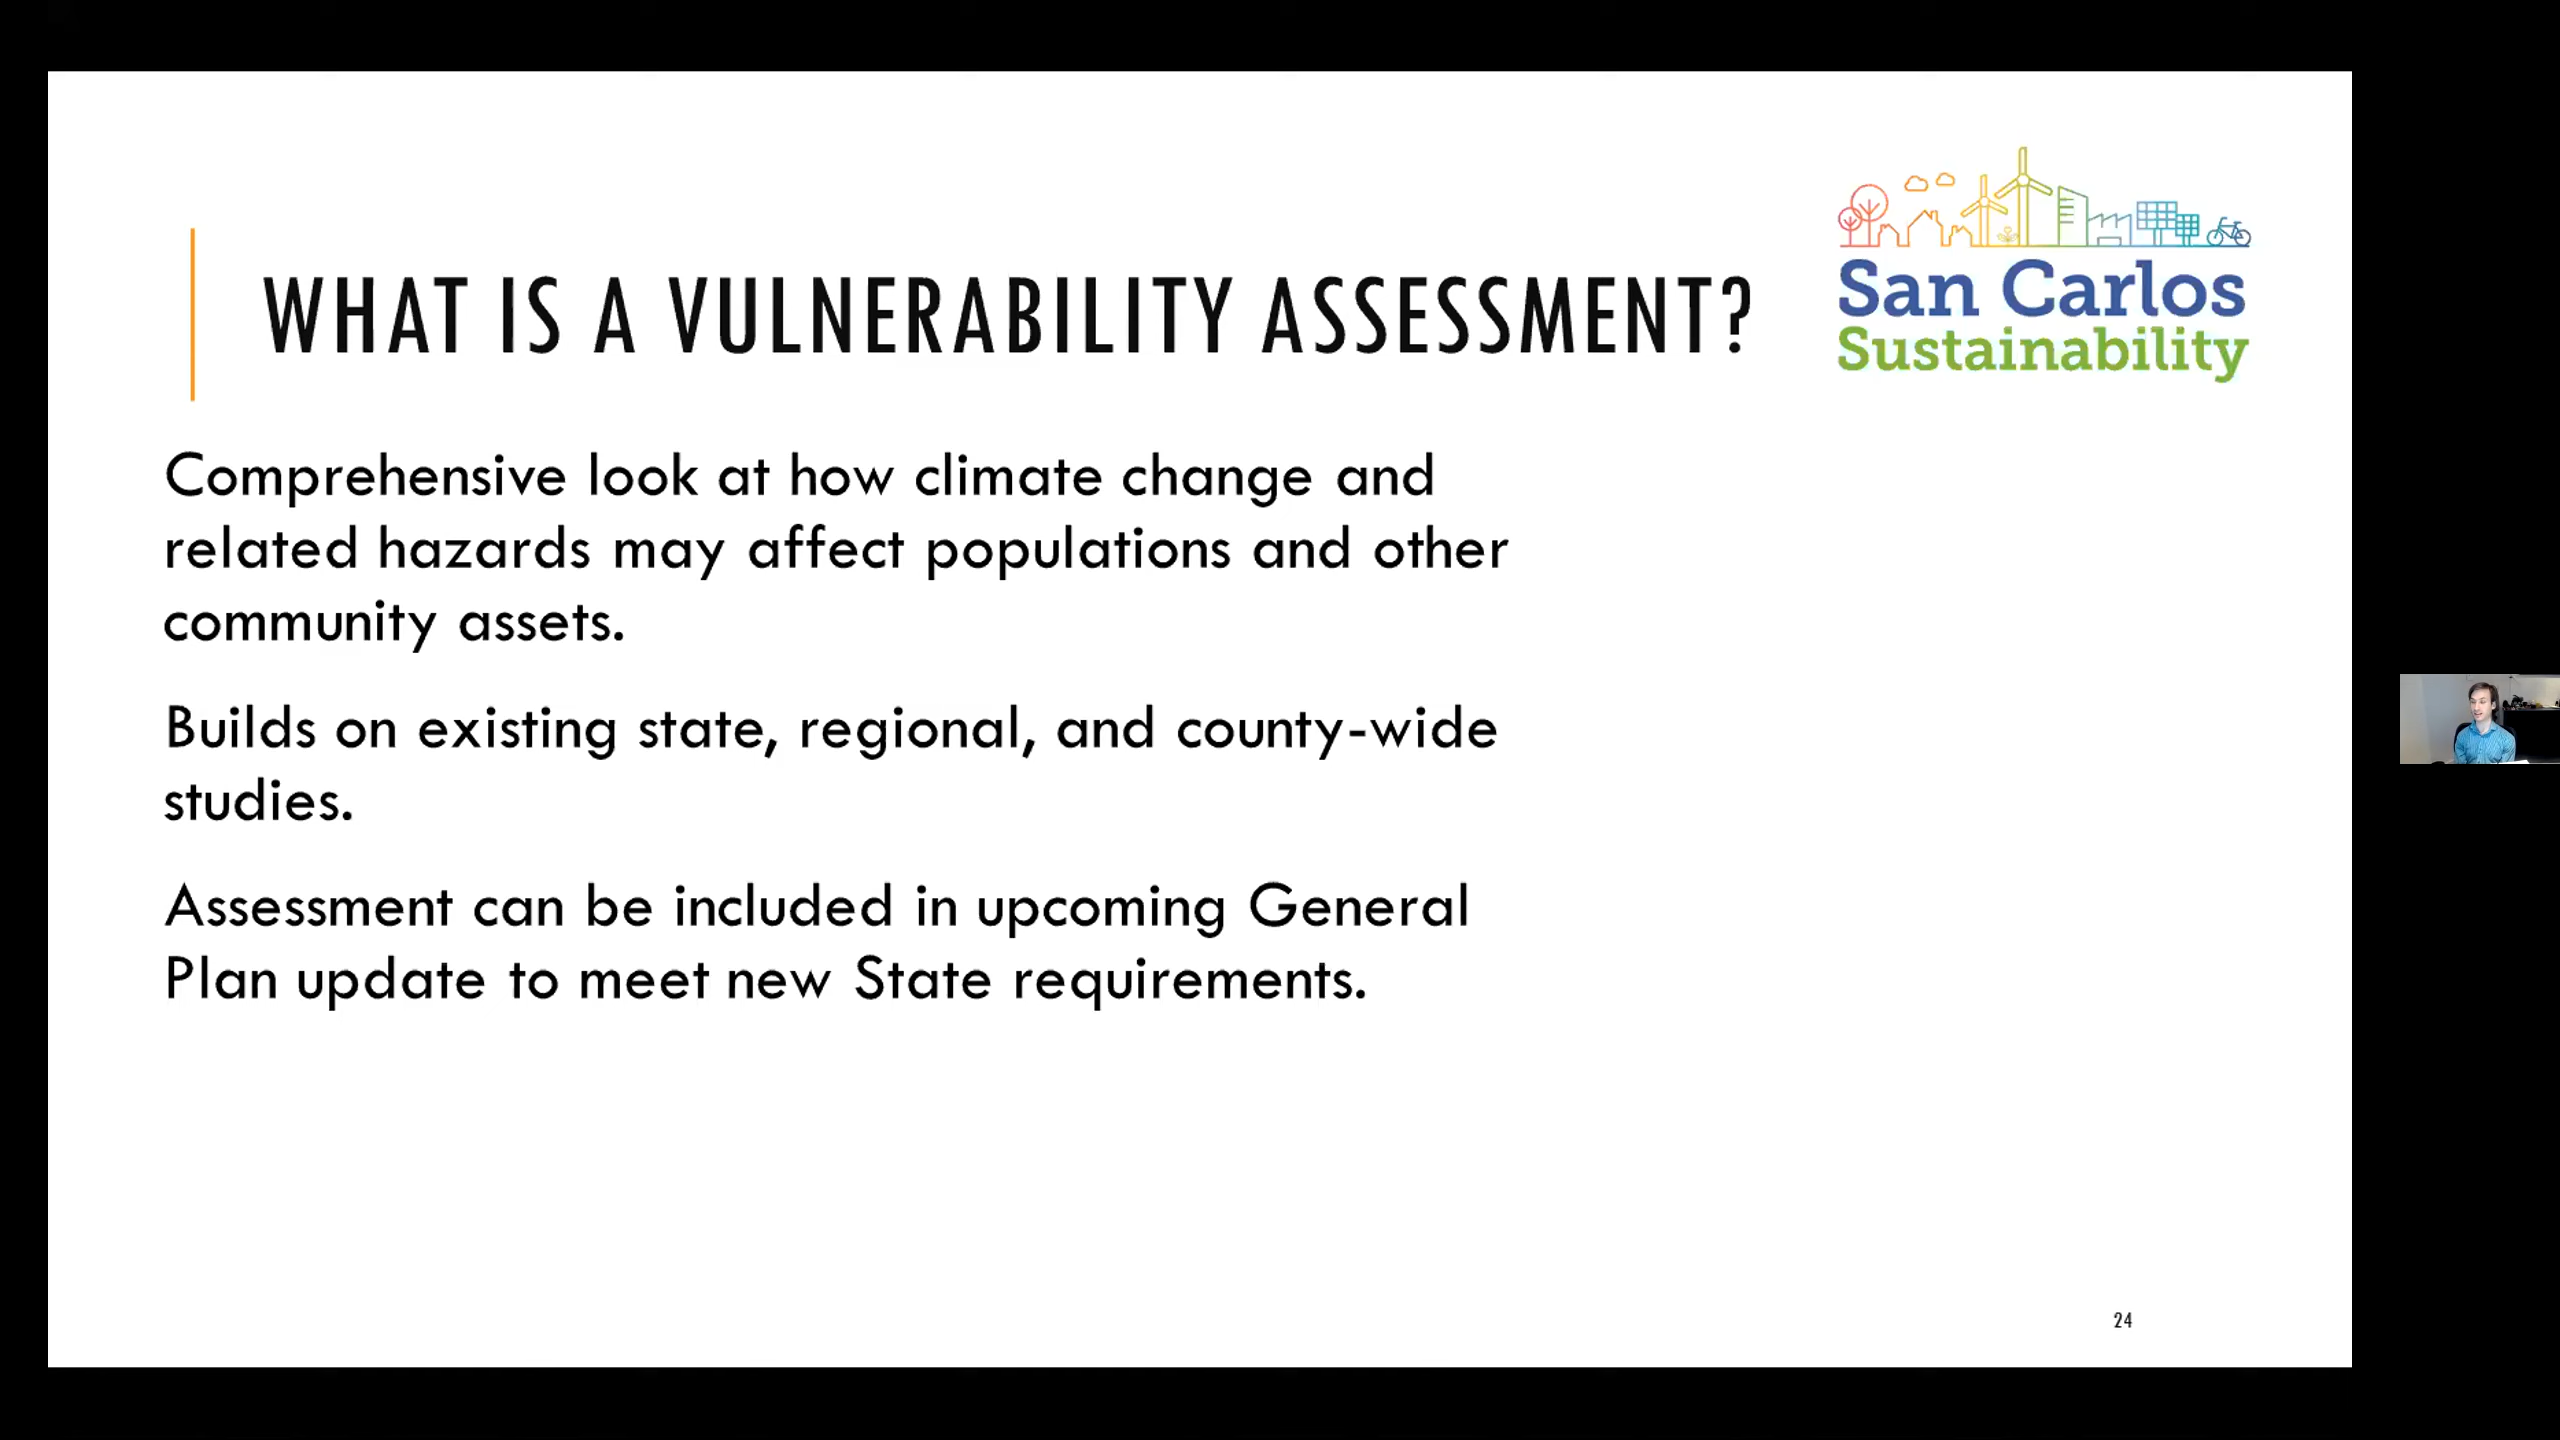 WHAT IS A VULNERABILITY ASSESSMENT?
San Carlos
Sustainability
Comprehensive look at how climate change and
related hazards may affect populations and other
community assets.
Builds on existing state, regional, and county-wide
studies.
Assessment can be included in upcoming General
Plan update to meet new State requirements.
24